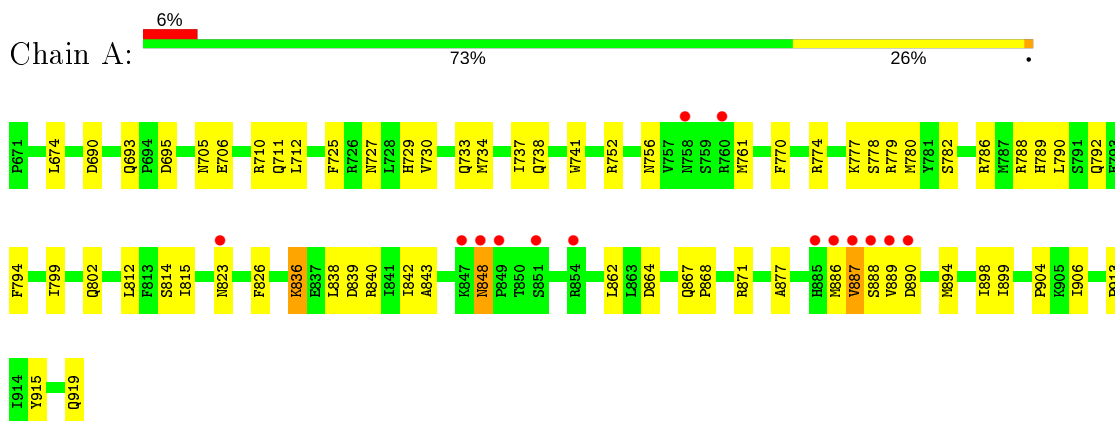 6%
Chain A:
73% 26% •
P671 L674 D690 Q693 P694 D695 N705 E706 R710 Q711 L712 F725 R726 N727 L728 H729 V730 Q733 M734 I737 Q738 W741 R752 N756 V757 N758 S759 R760 M761 F770 R774 K777 S778 R779 M780 Y781 S782 R786 M787 R788 H789 L790 S791 Q792 E793
F794 I799 Q802 L812 F813 S814 I815 N823 F826 K836 E837 L838 D839 R840 I841 I842 A843 K847 N848 P849 T850 S851 R854 L862 L863 D864 Q867 P868 R871 A877 H885 M886 V887 S888 V889 D890 M894 I898 I899 P904 K905 I906 P913
I914 Y915 Q919